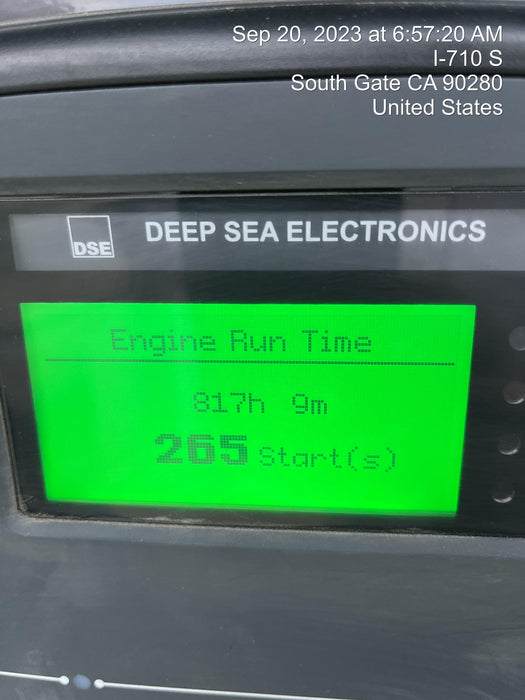 Sep 20, 2023 at 6:57:20 AM
I-710 S
South Gate CA 90280
United States
DSE
DEEP SEA ELECTRONICS
Engine Run Time
817h 9m
265 Start(s)